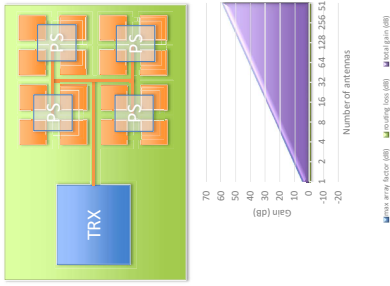 PS
PS
PS
PS
TRX
70
60
50
40
30
20
10
0
-10
-20
Gain (dB)
1 2 4 8 16 32 64 128 256 51
Number of antennas
max array factor (dB)
routing loss (dB)
total gain (dB)